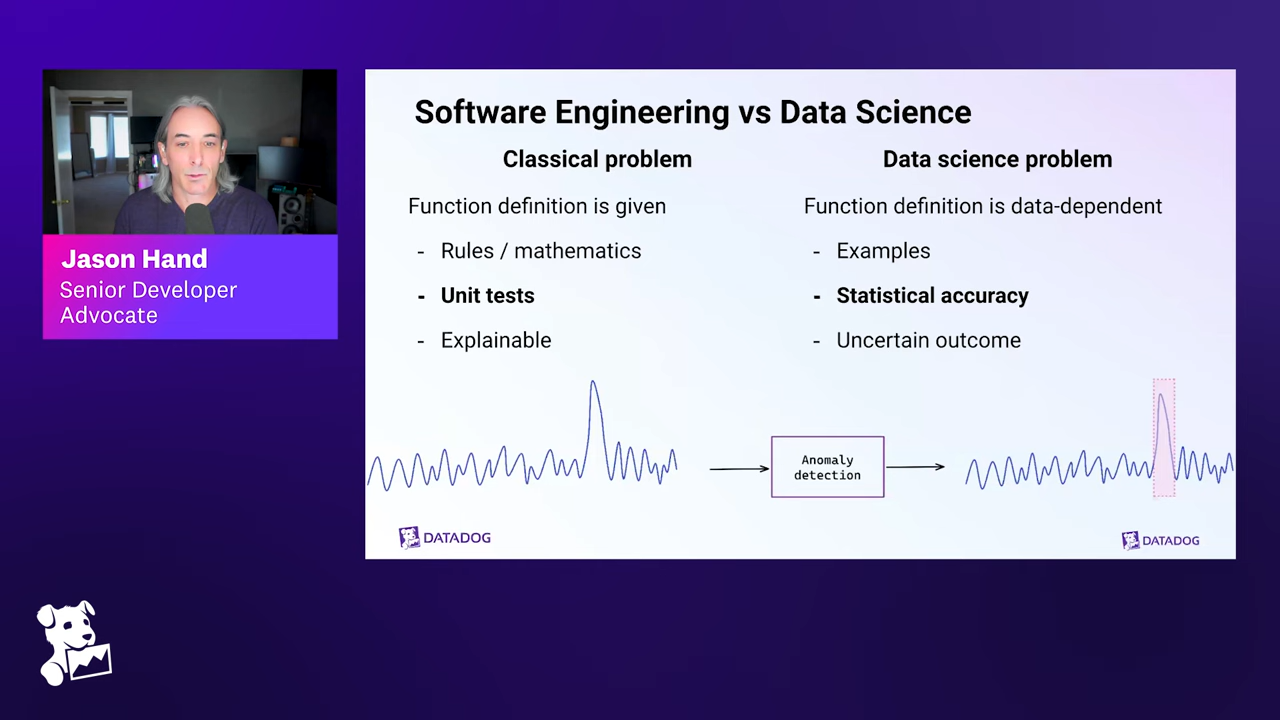 Jason Hand
Senior Developer
Advocate
Software Engineering vs Data Science
Classical problem
Function definition is given
- Rules / mathematics
- Unit tests
- Explainable
Data science problem
Function definition is data-dependent
- Examples
- Statistical accuracy
- Uncertain outcome
Anomaly
detection
DATADOG
DATADOG